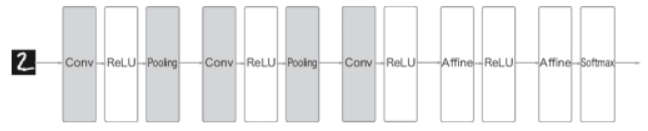 2 Conv ReLU Pooling Conv ReLU Pooling Conv ReLU Affine ReLU Affine Softmax